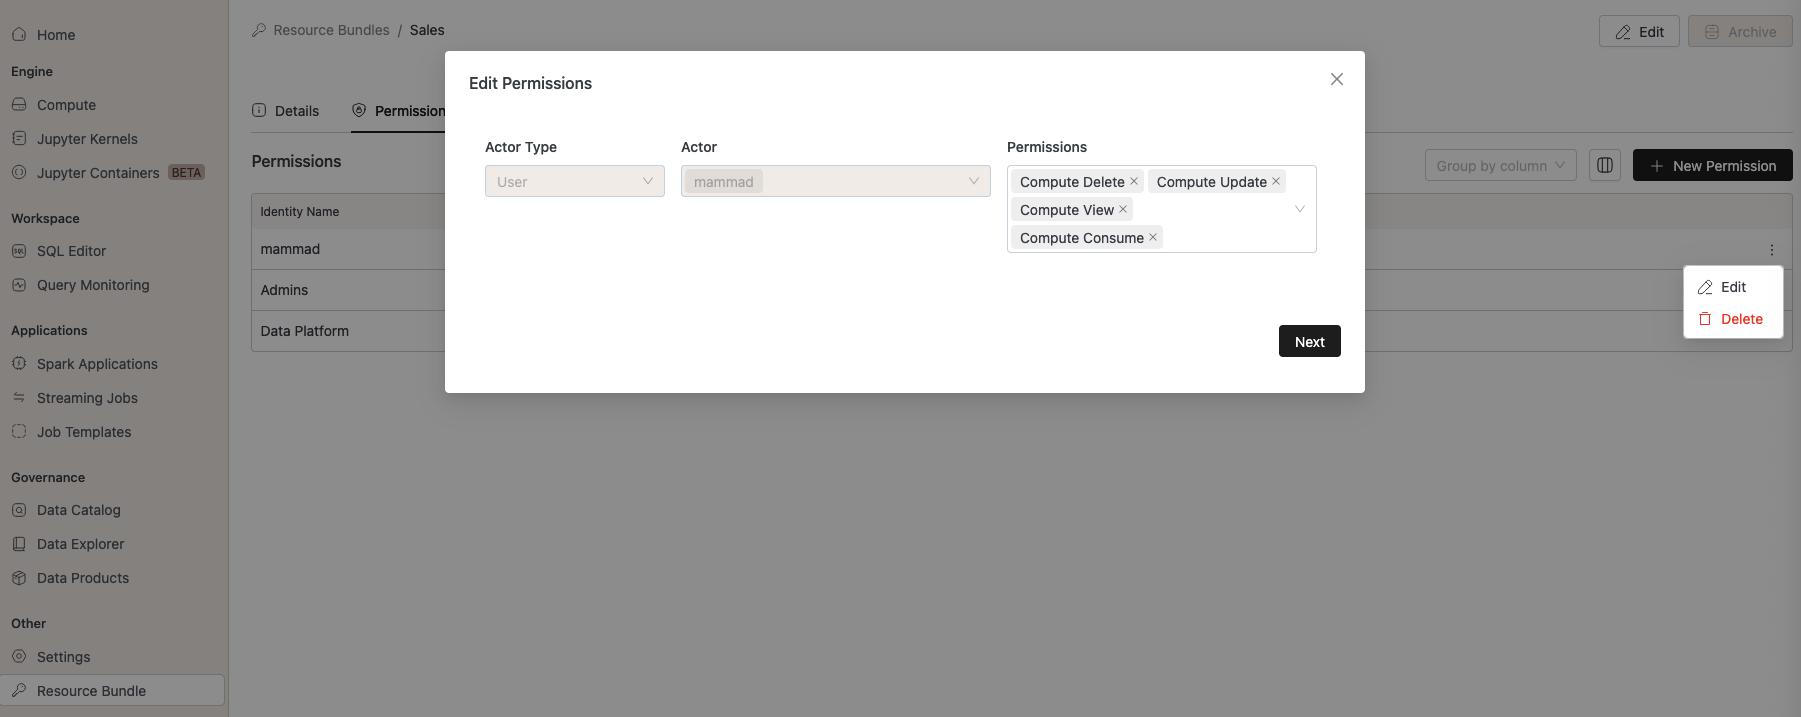 Home
Engine
Compute
Jupyter Kernels
Jupyter Containers BETA
Workspace
SQL Editor
Query Monitoring
Applications
Spark Applications
Streaming Jobs
Job Templates
Governance
Data Catalog
Data Explorer
Data Products
Other
Settings
Resource Bundle
Resource Bundles / Sales
Edit
Archive
Details
Permission
Permissions
Group by column
New Permission
Identity Name
mammad
Admins
Data Platform
Edit
Delete
Edit Permissions
Actor Type
User
Actor
mammad
Permissions
Compute Delete
Compute Update
Compute View
Compute Consume
Next